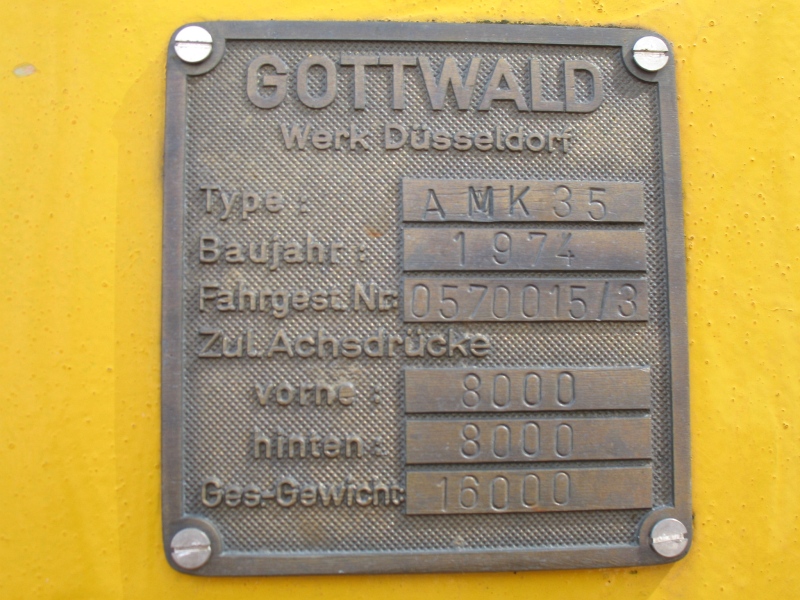 GOTTWALD
Werk Düsseldorf
Type: AMK 35
Baujahr: 1974
Fahrgest.Nr: 0570015/3
Zul.Achsdrücke
vorne: 8000
hinten: 8000
Ges.-Gewicht: 16000